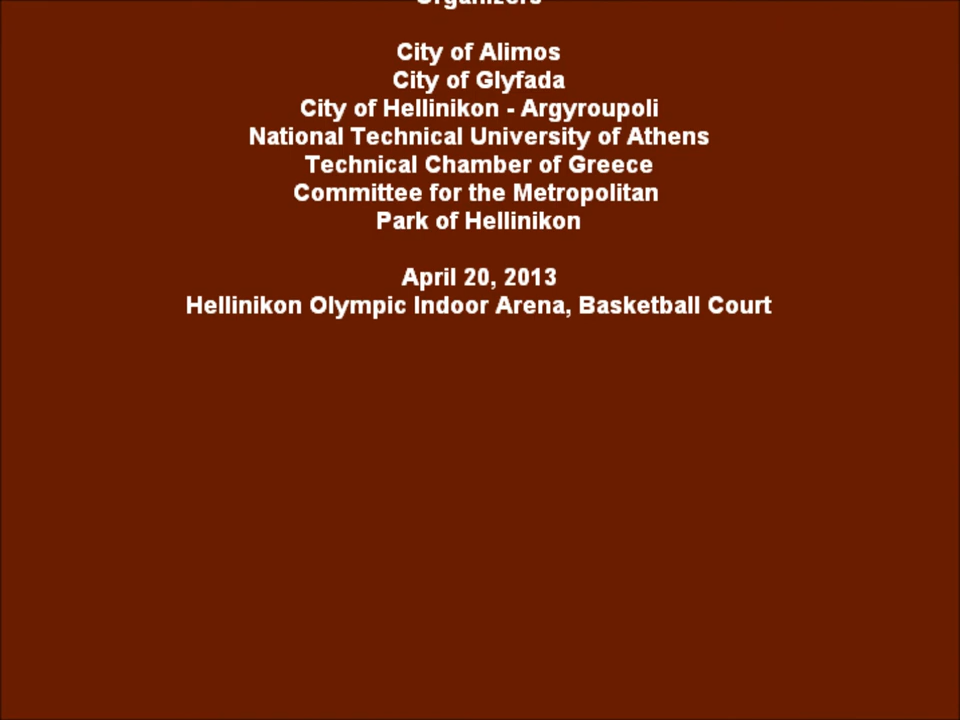 Organizers
City of Alimos
City of Glyfada
City of Hellinikon - Argyroupoli
National Technical University of Athens
Technical Chamber of Greece
Committee for the Metropolitan
Park of Hellinikon
April 20, 2013
Hellinikon Olympic Indoor Arena, Basketball Court